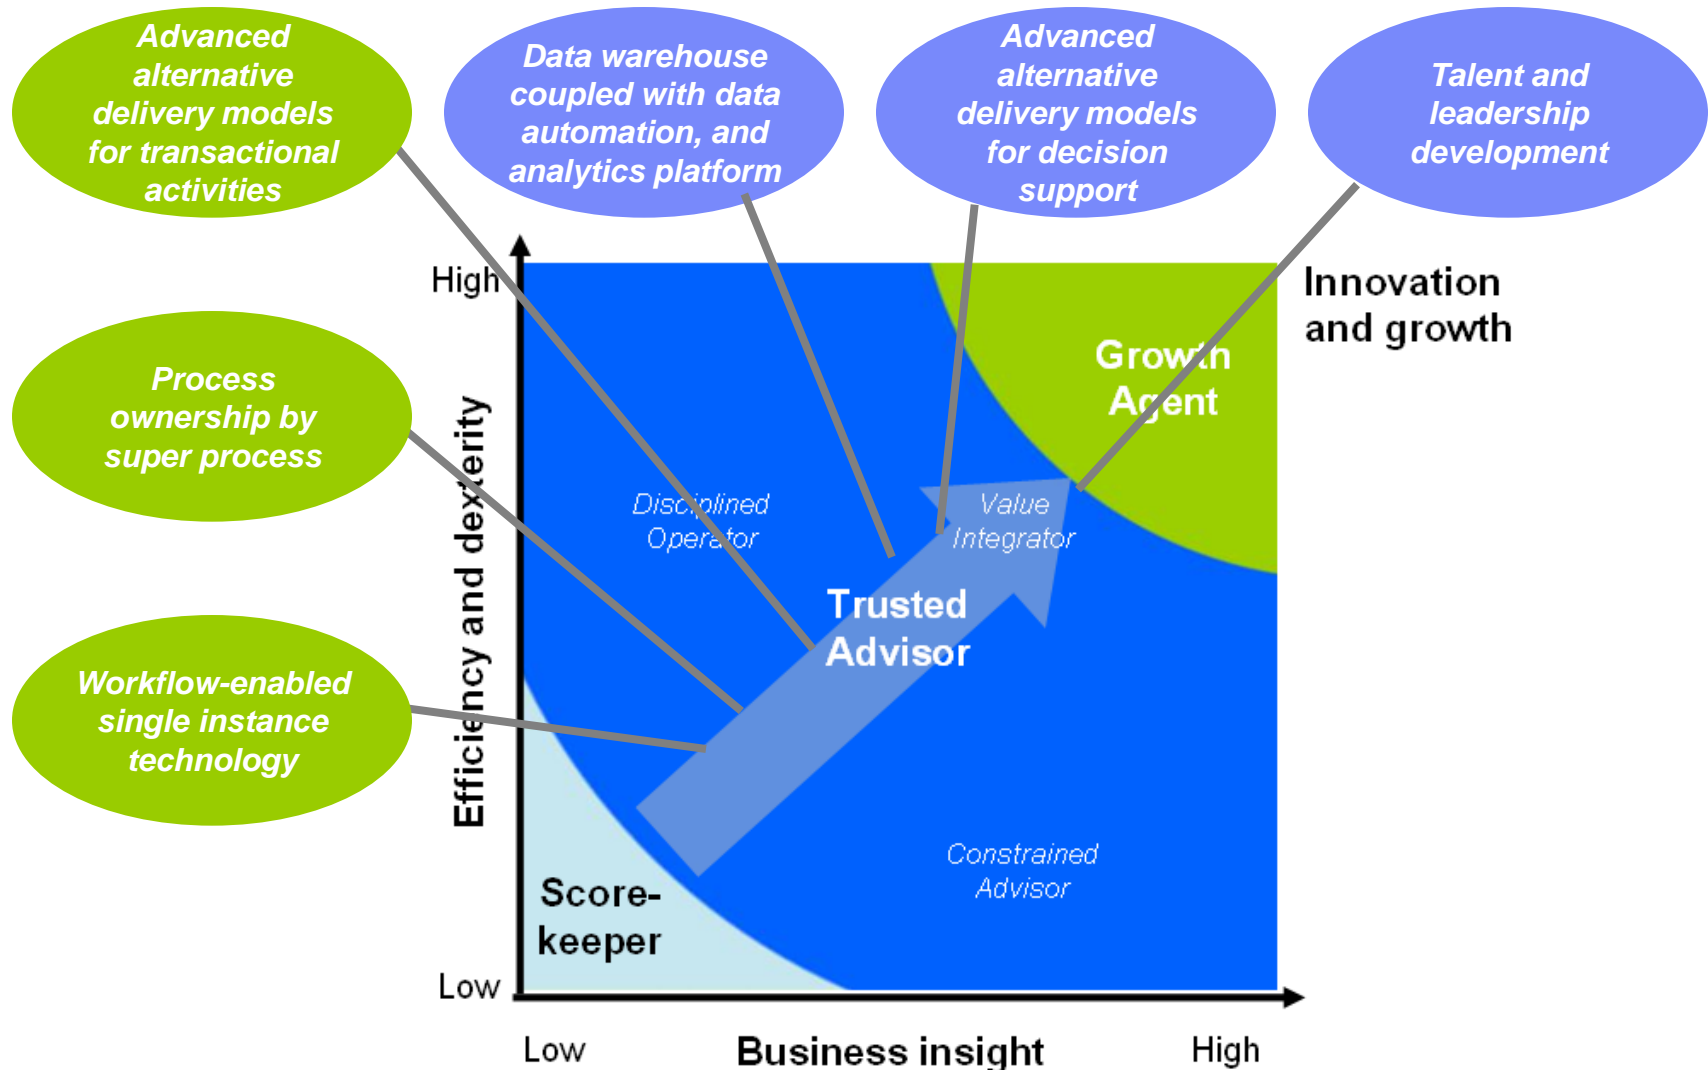 Advanced
alternative
delivery models
for transactional
activities
Data warehouse
coupled with data
automation, and
analytics platform
Advanced
alternative
delivery models
for decision
support
Talent and
leadership
development
Process
ownership by
super process
Workflow-enabled
single instance
technology
High
Efficiency and dexterity
Low
Innovation
and growth
Growth
Agent
Disciplined
Operator
Value
Integrator
Trusted
Advisor
Constrained
Advisor
Score-
keeper
Low
Business insight
High